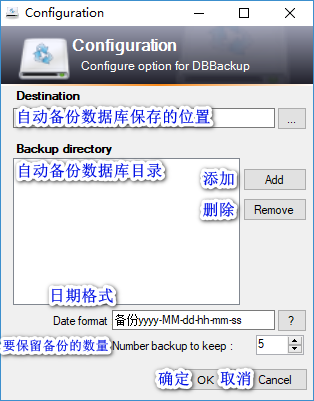 Configuration
Configuration
Configure option for DBBackup
Destination
自动备份数据库保存的位置
...
Backup directory
自动备份数据库目录
添加 Add
删除 Remove
日期格式
Date format 备份yyyy-MM-dd-hh-mm-ss ?
要保留备份的数量 Number backup to keep : 5
确定 OK 取消 Cancel